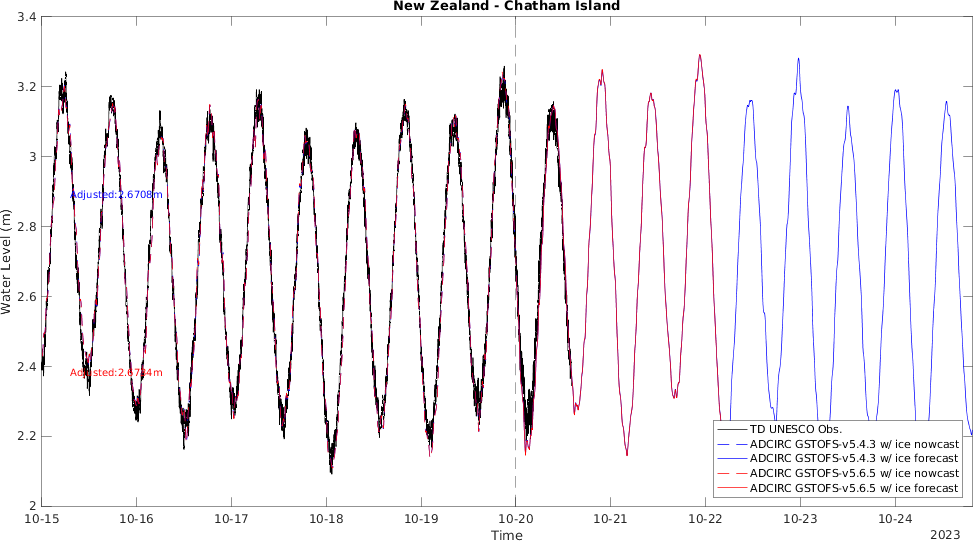 New Zealand - Chatham Island
3.4
3.2
3
2.8
2.6
2.4
2.2
2
Water Level (m)
Adjusted:2.6708m
Adjusted:2.6734m
TD UNESCO Obs.
ADCIRC GSTOFS-v5.4.3 w/ ice nowcast
ADCIRC GSTOFS-v5.4.3 w/ ice forecast
ADCIRC GSTOFS-v5.6.5 w/ ice nowcast
ADCIRC GSTOFS-v5.6.5 w/ ice forecast
10-15 10-16 10-17 10-18 10-19 10-20 10-21 10-22 10-23 10-24
Time
2023